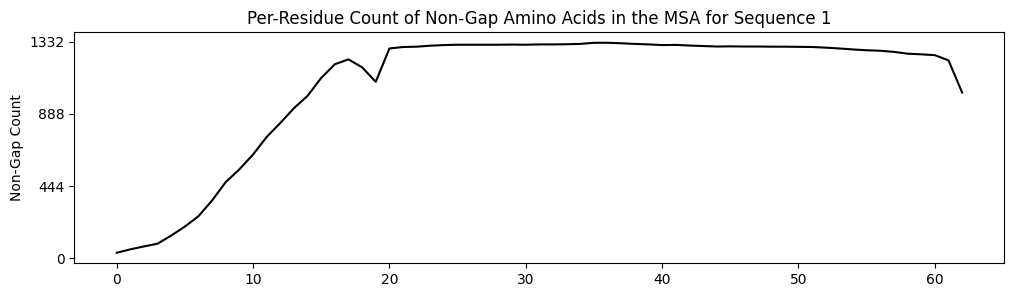 Per-Residue Count of Non-Gap Amino Acids in the MSA for Sequence 1
Non-Gap Count
1332
888
444
0
0 10 20 30 40 50 60